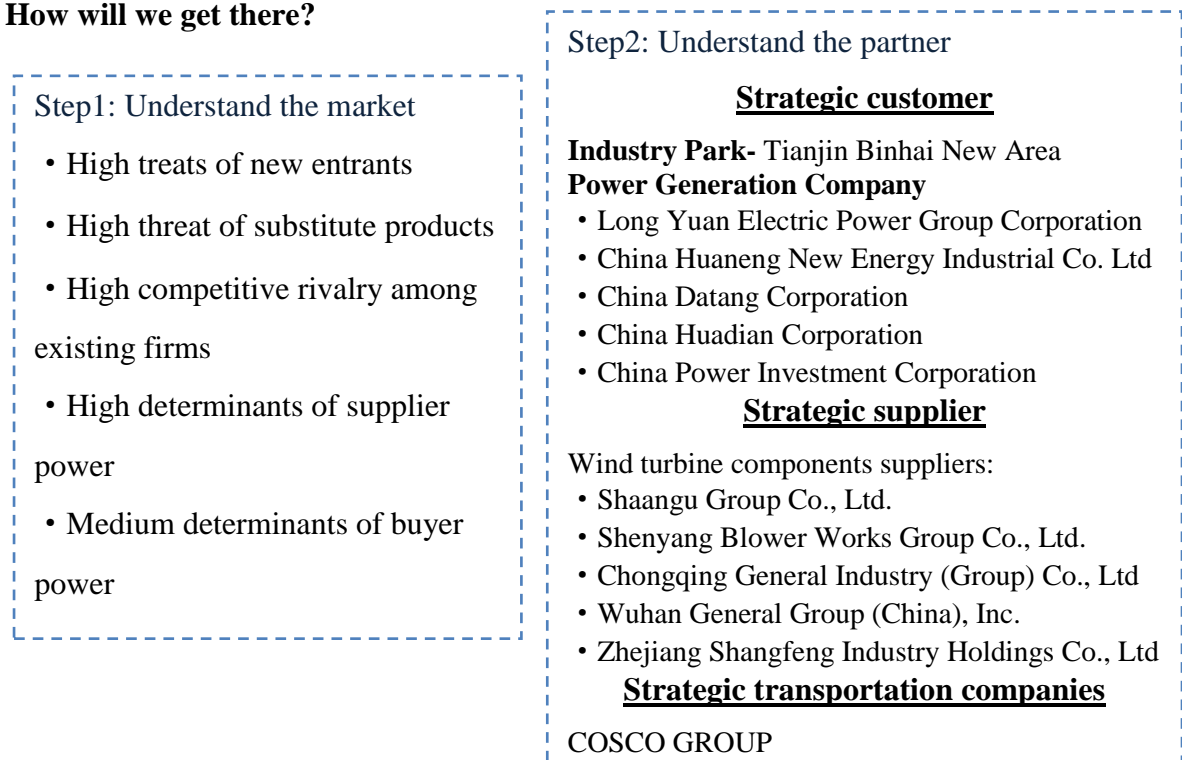 How will we get there?
Step1: Understand the market
・High treats of new entrants
・High threat of substitute products
・High competitive rivalry among
existing firms
・High determinants of supplier
power
・Medium determinants of buyer
power
Step2: Understand the partner
Strategic customer
Industry Park- Tianjin Binhai New Area
Power Generation Company
・Long Yuan Electric Power Group Corporation
・China Huaneng New Energy Industrial Co. Ltd
・China Datang Corporation
・China Huadian Corporation
・China Power Investment Corporation
Strategic supplier
Wind turbine components suppliers:
・Shaangu Group Co., Ltd.
・Shenyang Blower Works Group Co., Ltd.
・Chongqing General Industry (Group) Co., Ltd
・Wuhan General Group (China), Inc.
・Zhejiang Shangfeng Industry Holdings Co., Ltd
Strategic transportation companies
COSCO GROUP